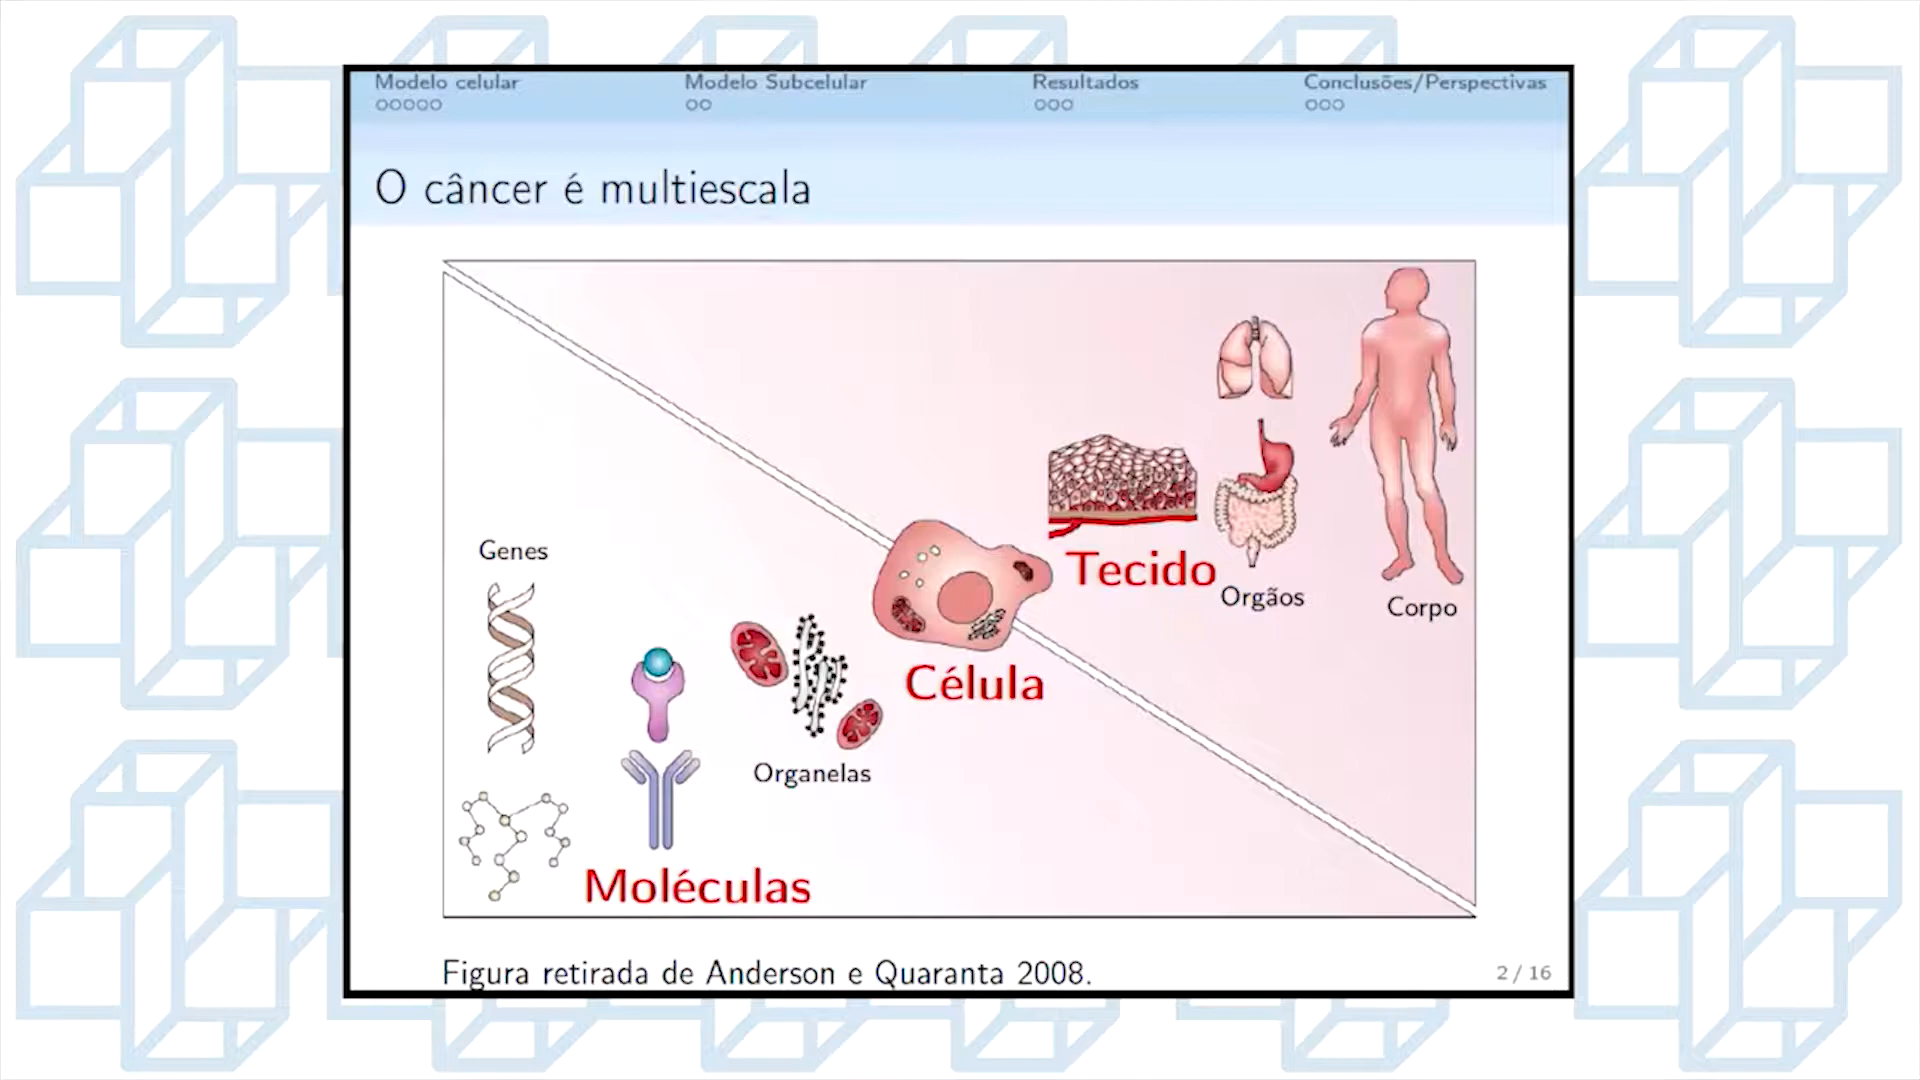 Modelo celular
Modelo Subcelular
Resultados
Conclusões/Perspectivas
O câncer é multiescala
Genes
Moléculas
Organelas
Célula
Tecido
Orgãos
Corpo
Figura retirada de Anderson e Quaranta 2008.
2 / 16